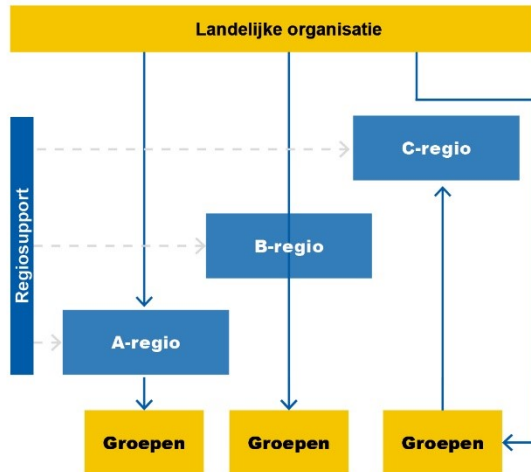 Landelijke organisatie
Regiosupport
C-regio
B-regio
A-regio
Groepen
Groepen
Groepen